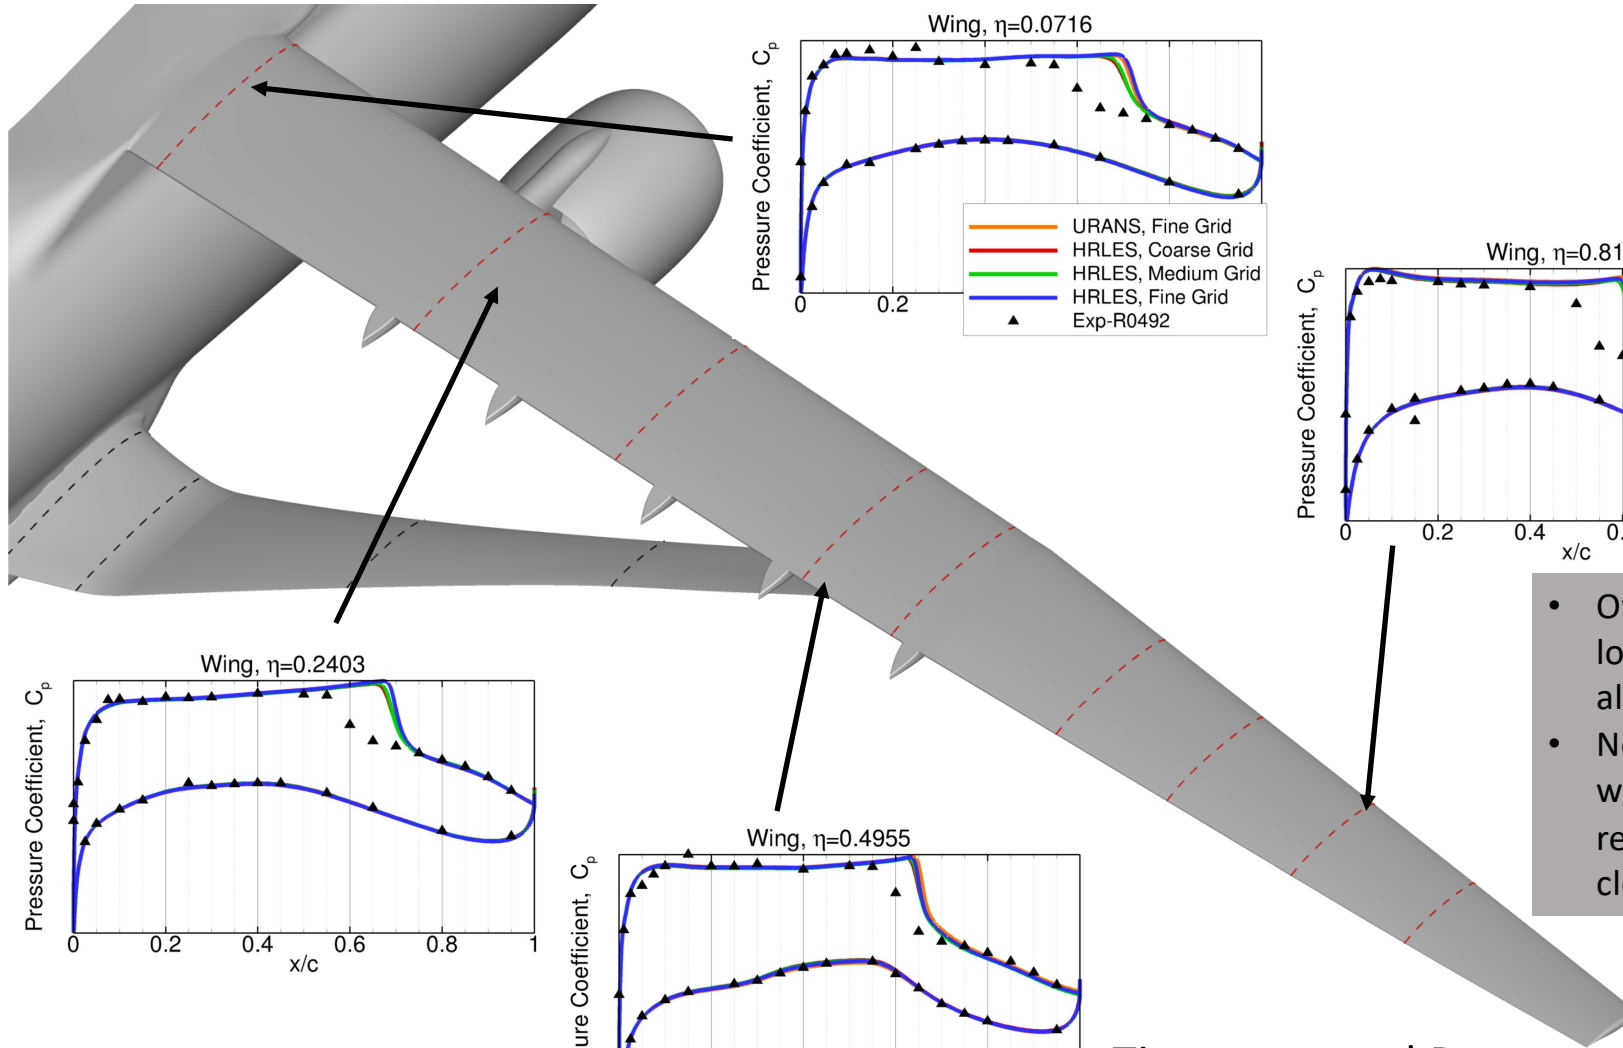 Wing, η=0.0716
Pressure Coefficient, Cp
0
0.2
URANS, Fine Grid
HRLES, Coarse Grid
HRLES, Medium Grid
HRLES, Fine Grid
Exp-R0492
Wing, η=0.81
Pressure Coefficient, Cp
0
0.2
0.4
x/c
Wing, η=0.2403
Pressure Coefficient, Cp
0
0.2
0.4
0.6
0.8
1
x/c
Wing, η=0.4955
ure Coefficient, Cp